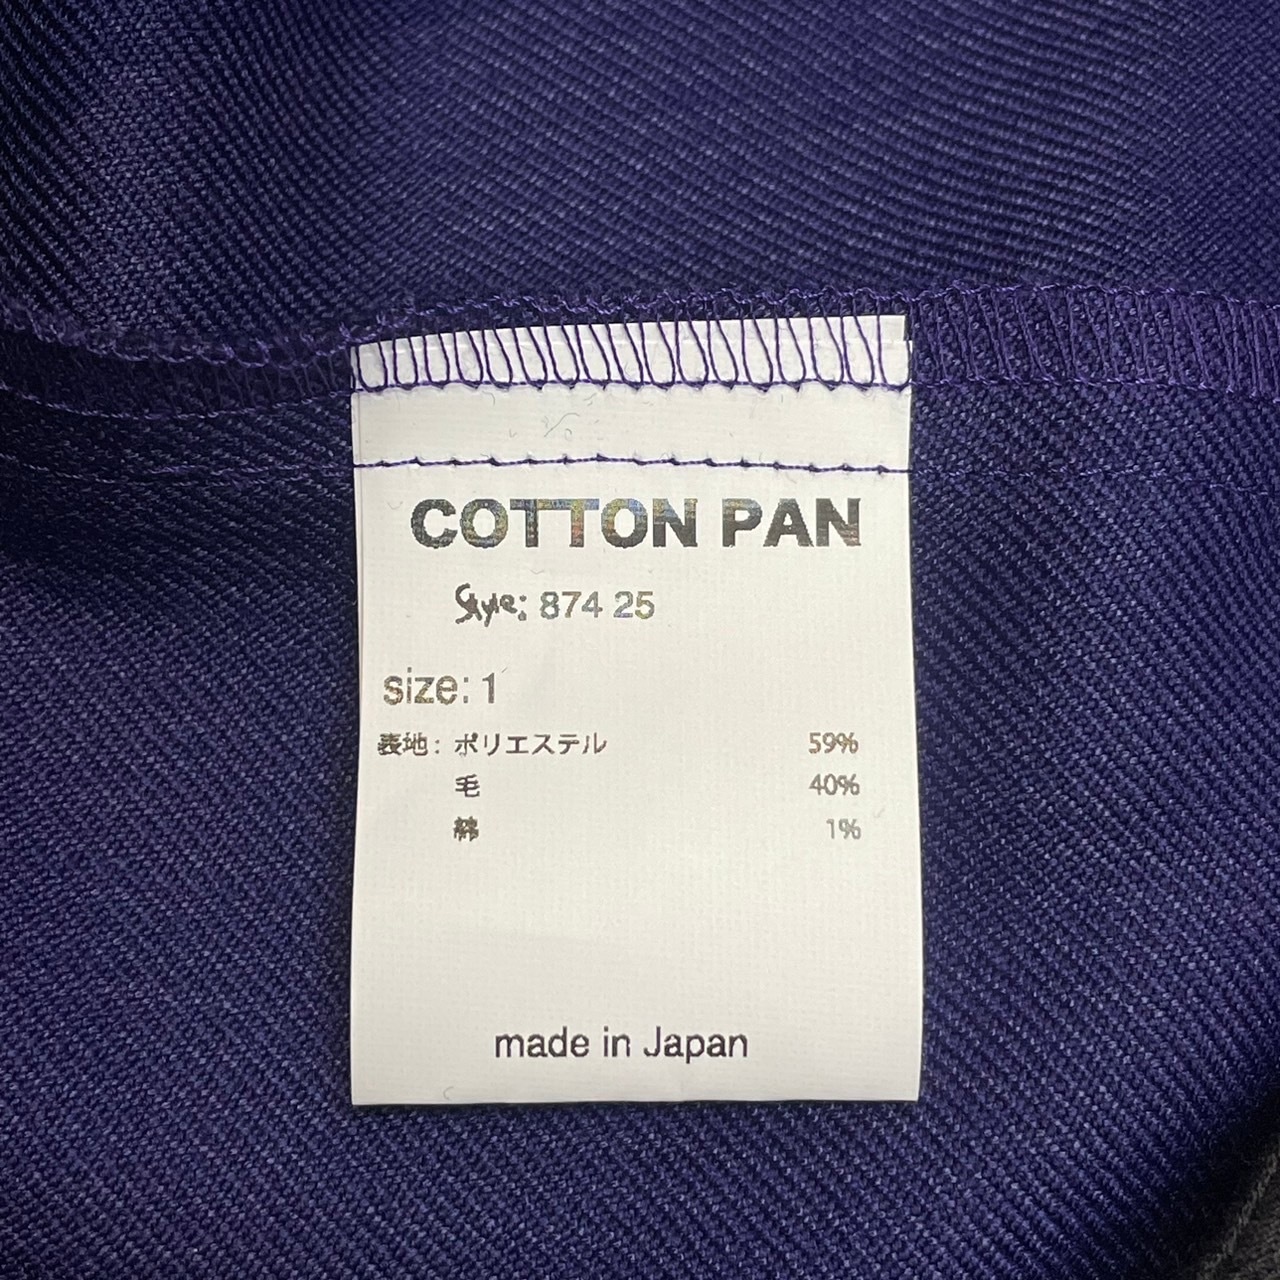 COTTON PAN
Style: 874 25
size: 1
表地: ポリエステル 59%
毛 40%
綿 1%
made in Japan